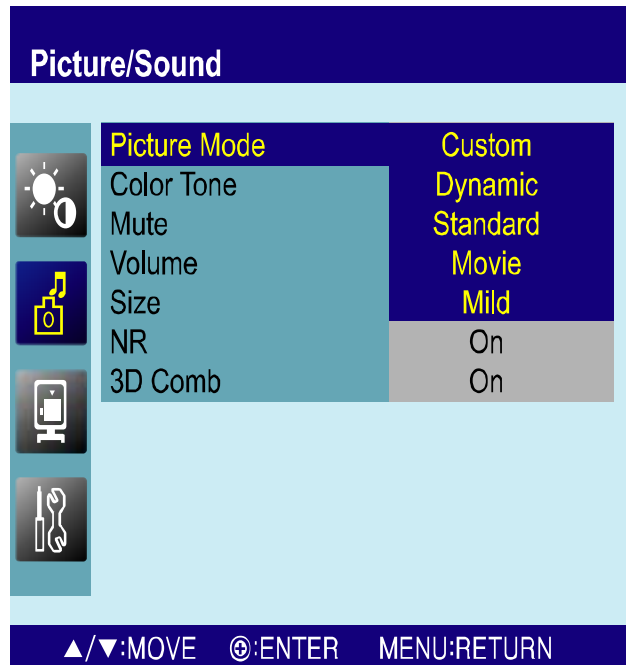 Picture/Sound
Picture Mode Custom
Color Tone Dynamic
Mute Standard
Volume Movie
Size Mild
NR On
3D Comb On
▲/▼:MOVE ⊕:ENTER MENU:RETURN